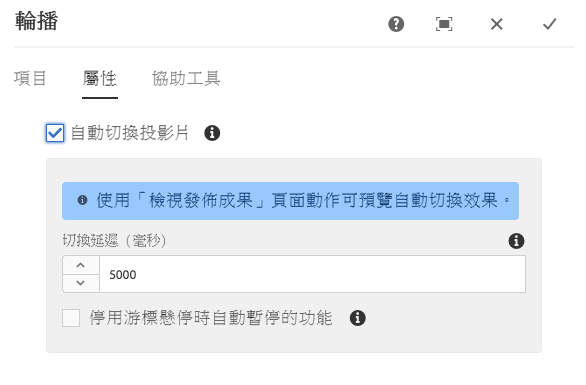 輪播
項目 屬性 協助工具
自動切換投影片
使用「檢視發佈成果」頁面動作可預覽自動切換效果。
切換延遲（毫秒）
5000
停用游標懸停時自動暫停的功能